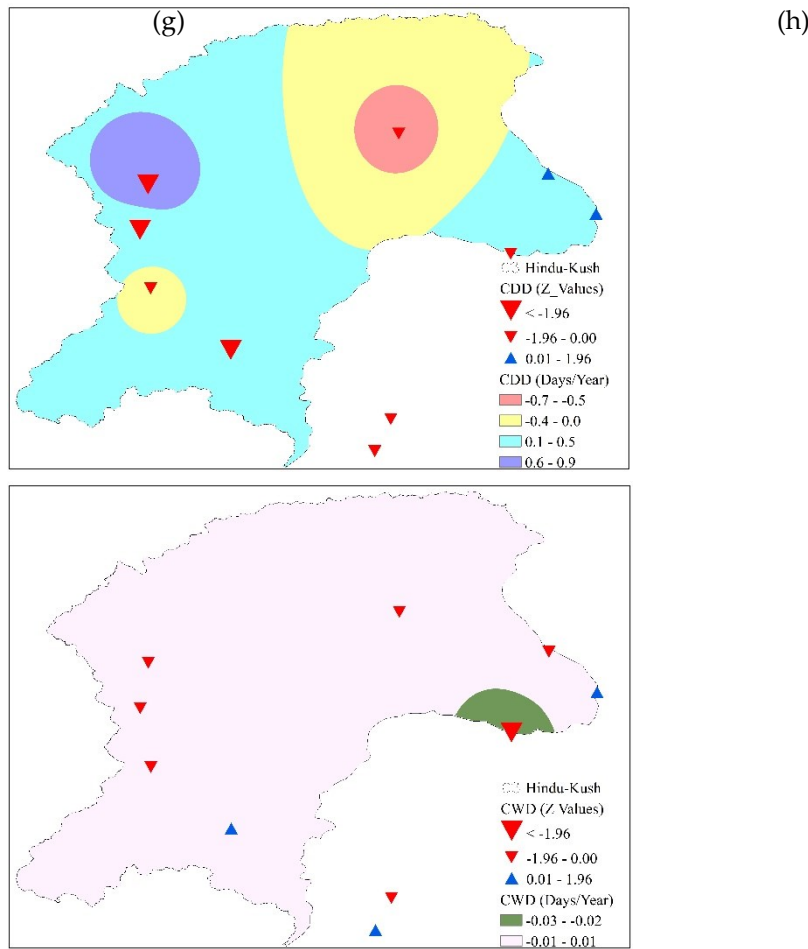 (g)
(h)
Hindu-Kush
CDD (Z_Values)
< -1.96
-1.96 - 0.00
0.01 - 1.96
CDD (Days/Year)
-0.7 - -0.5
-0.4 - 0.0
0.1 - 0.5
0.6 - 0.9
Hindu-Kush
CWD (Z Values)
< -1.96
-1.96 - 0.00
0.01 - 1.96
CWD (Days/Year)
-0.03 - -0.02
-0.01 - 0.01